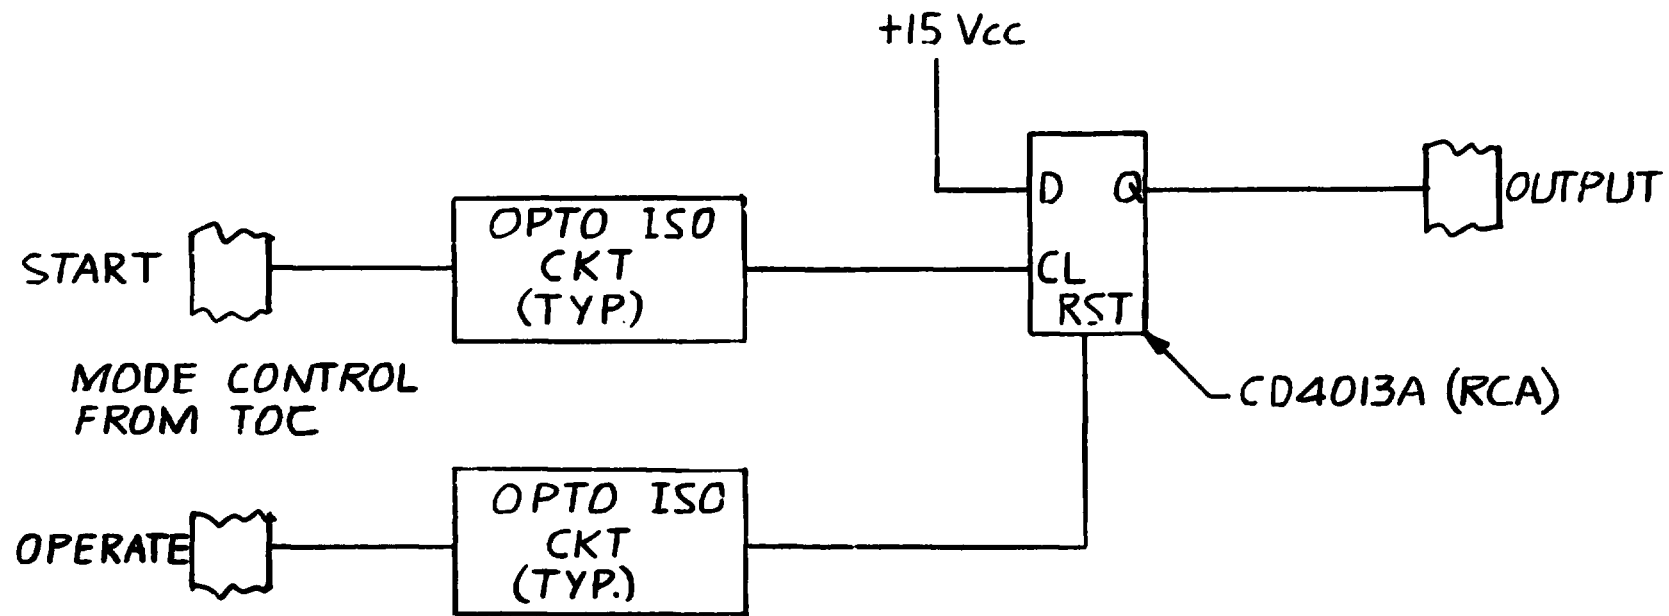 +15 Vcc
D Q
OUTPUT
START
OPTO ISO
CKT
(TYP.)
CL
RST
MODE CONTROL
FROM TOC
CD4013A (RCA)
OPERATE
OPTO ISO
CKT
(TYP.)